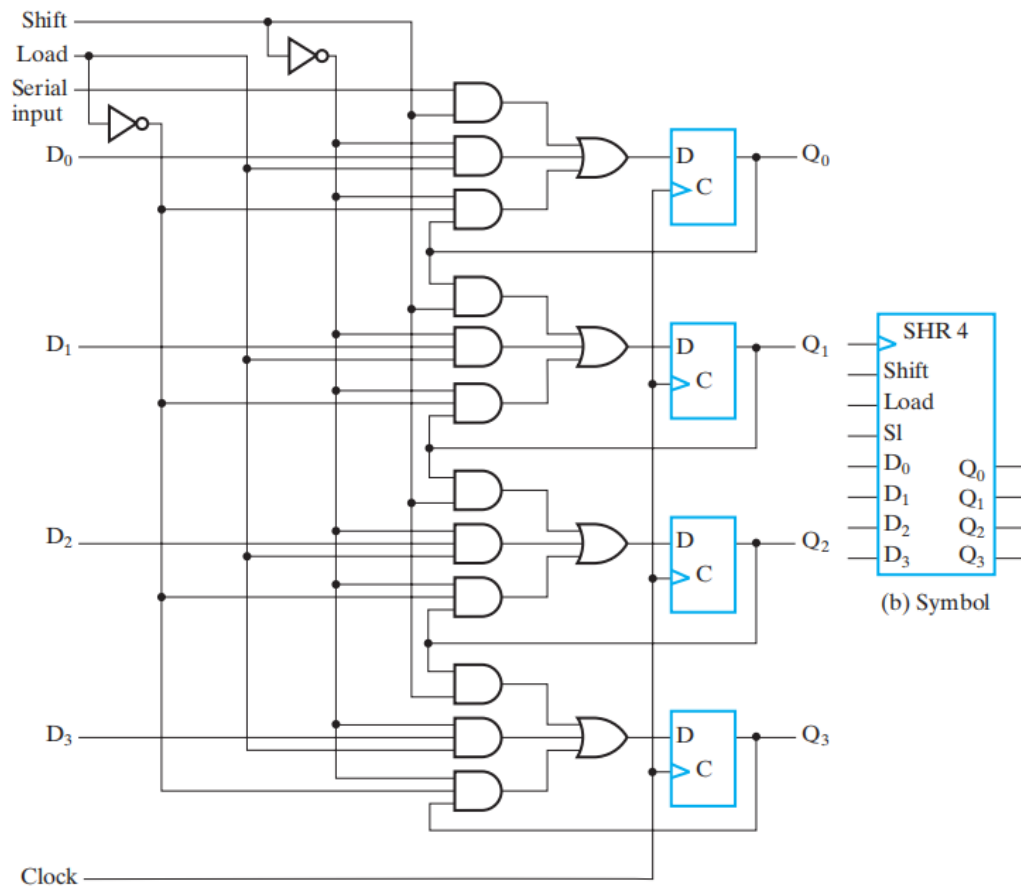 Shift
Load
Serial
input
D₀
D C
Q₀
D₁
D C
Q₁
D₂
D C
Q₂
D₃
D C
Q₃
Clock
SHR 4
Shift
Load
Sl
D₀ Q₀
D₁ Q₁
D₂ Q₂
D₃ Q₃
(b) Symbol